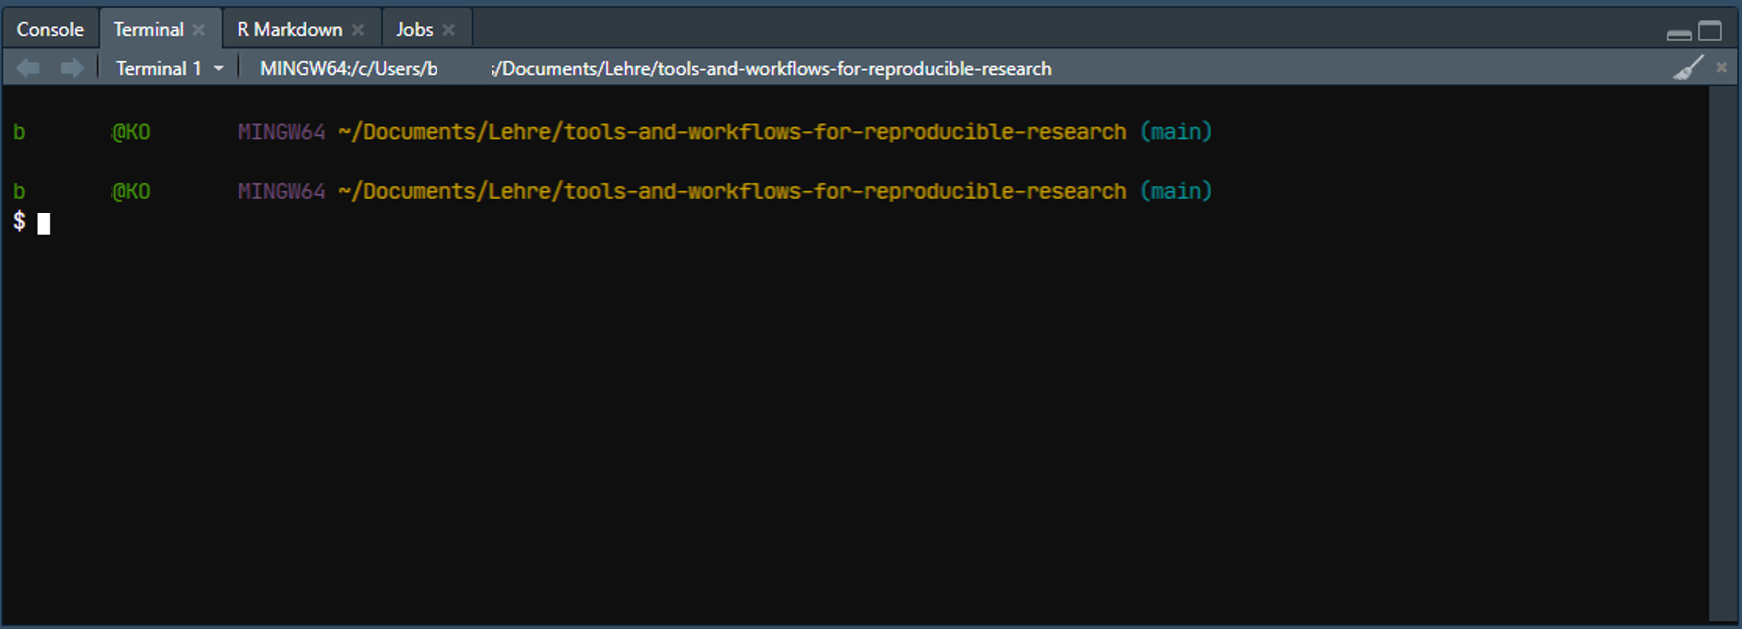 Console Terminal R Markdown Jobs
Terminal 1 MINGW64:/c/Users/b /Documents/Lehre/tools-and-workflows-for-reproducible-research
b @KO MINGW64 ~/Documents/Lehre/tools-and-workflows-for-reproducible-research (main)
b @KO MINGW64 ~/Documents/Lehre/tools-and-workflows-for-reproducible-research (main)
$